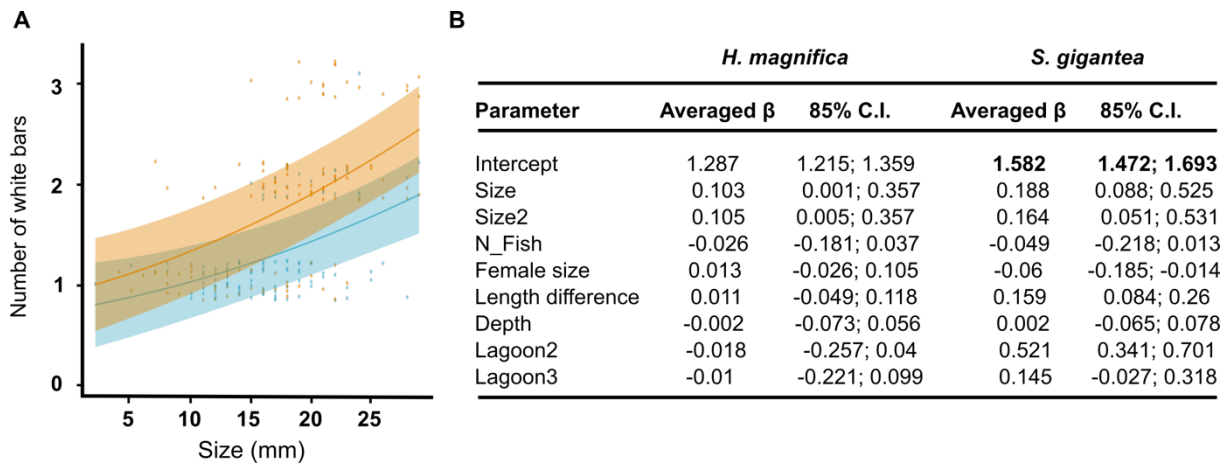 A
Number of white bars
3
2
1
0
5 10 15 20 25
Size (mm)
B
H. magnifica S. gigantea
Parameter Averaged β 85% C.I. Averaged β 85% C.I.
Intercept 1.287 1.215; 1.359 1.582 1.472; 1.693
Size 0.103 0.001; 0.357 0.188 0.088; 0.525
Size2 0.105 0.005; 0.357 0.164 0.051; 0.531
N_Fish -0.026 -0.181; 0.037 -0.049 -0.218; 0.013
Female size 0.013 -0.026; 0.105 -0.06 -0.185; -0.014
Length difference 0.011 -0.049; 0.118 0.159 0.084; 0.26
Depth -0.002 -0.073; 0.056 0.002 -0.065; 0.078
Lagoon2 -0.018 -0.257; 0.04 0.521 0.341; 0.701
Lagoon3 -0.01 -0.221; 0.099 0.145 -0.027; 0.318